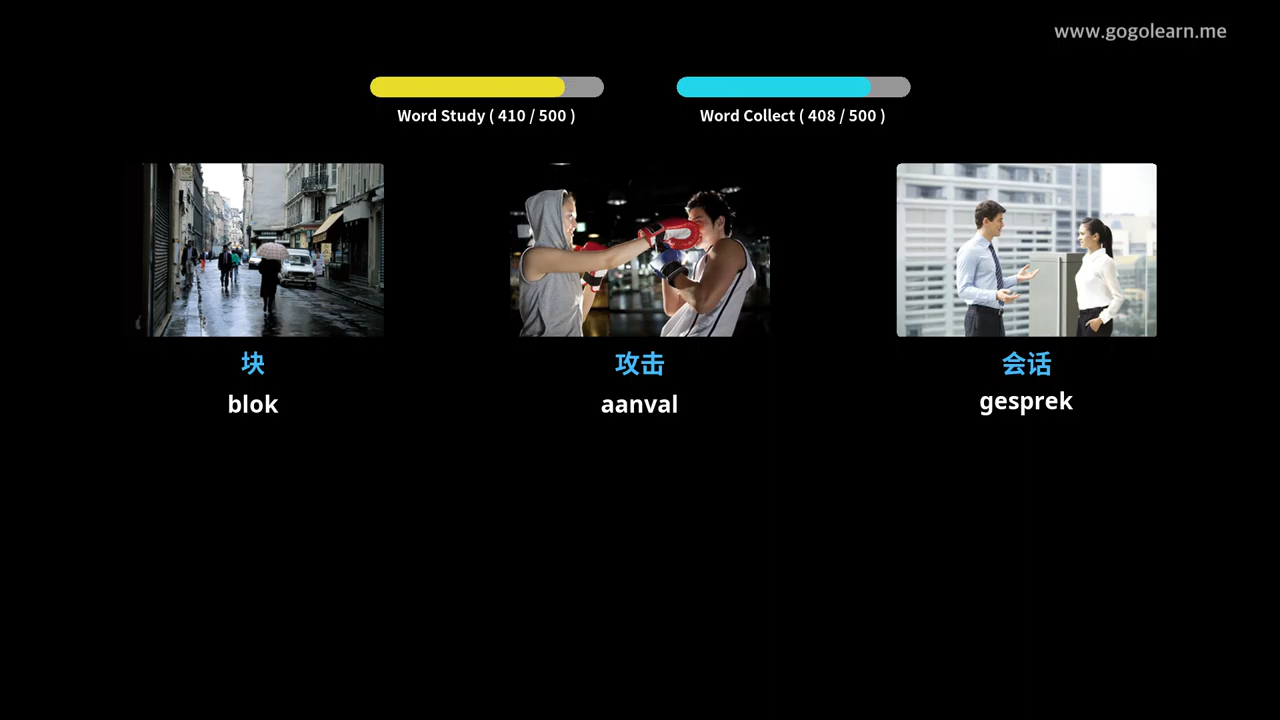 www.gogolearn.me
Word Study ( 410 / 500 )
Word Collect ( 408 / 500 )
块
blok
攻击
aanval
会话
gesprek